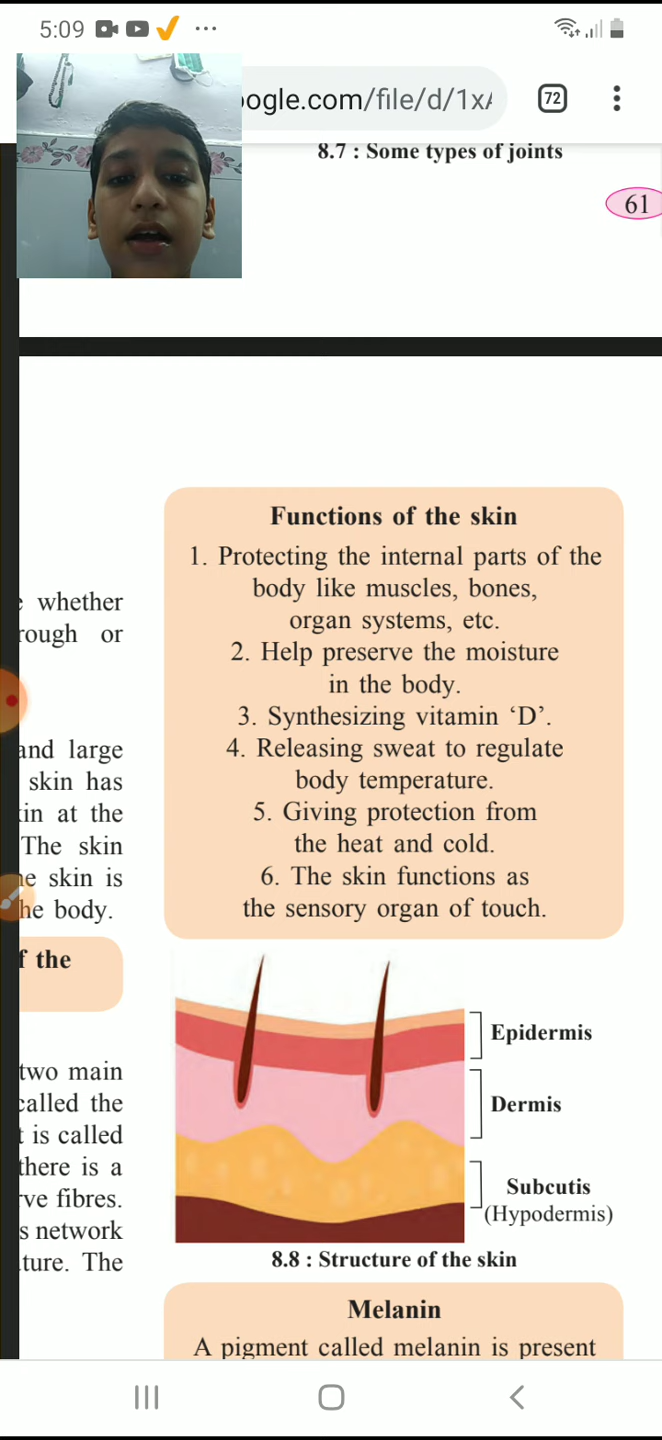 5:09
ogle.com/file/d/1x
72
8.7 : Some types of joints
61
whether
rough or
and large
skin has
in at the
The skin
skin is
he body.
f the
two main
called the
t is called
there is a
ve fibres.
s network
ture. The
Functions of the skin
1. Protecting the internal parts of the
body like muscles, bones,
organ systems, etc.
2. Help preserve the moisture
in the body.
3. Synthesizing vitamin ‘D’.
4. Releasing sweat to regulate
body temperature.
5. Giving protection from
the heat and cold.
6. The skin functions as
the sensory organ of touch.
Epidermis
Dermis
Subcutis
(Hypodermis)
8.8 : Structure of the skin
Melanin
A pigment called melanin is present